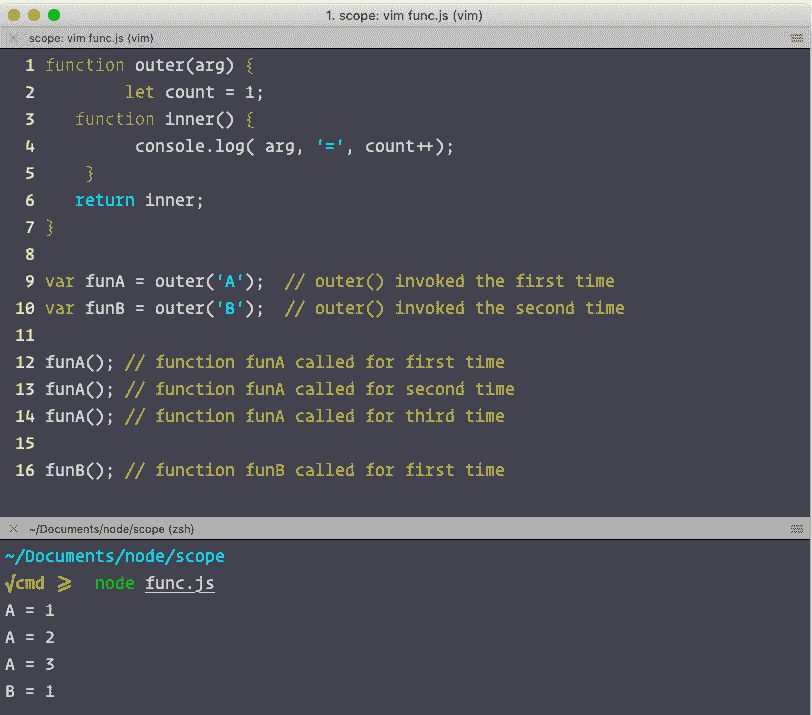 1. scope: vim func.js (vim)
scope: vim func.js (vim)
1 function outer(arg) {
2         let count = 1;
3    function inner() {
4          console.log( arg, '=', count++);
5     }
6    return inner;
7 }
8
9 var funA = outer('A');  // outer() invoked the first time
10 var funB = outer('B');  // outer() invoked the second time
11
12 funA(); // function funA called for first time
13 funA(); // function funA called for second time
14 funA(); // function funA called for third time
15
16 funB(); // function funB called for first time
~/Documents/node/scope (zsh)
~/Documents/node/scope
√cmd ⩾  node func.js
A = 1
A = 2
A = 3
B = 1